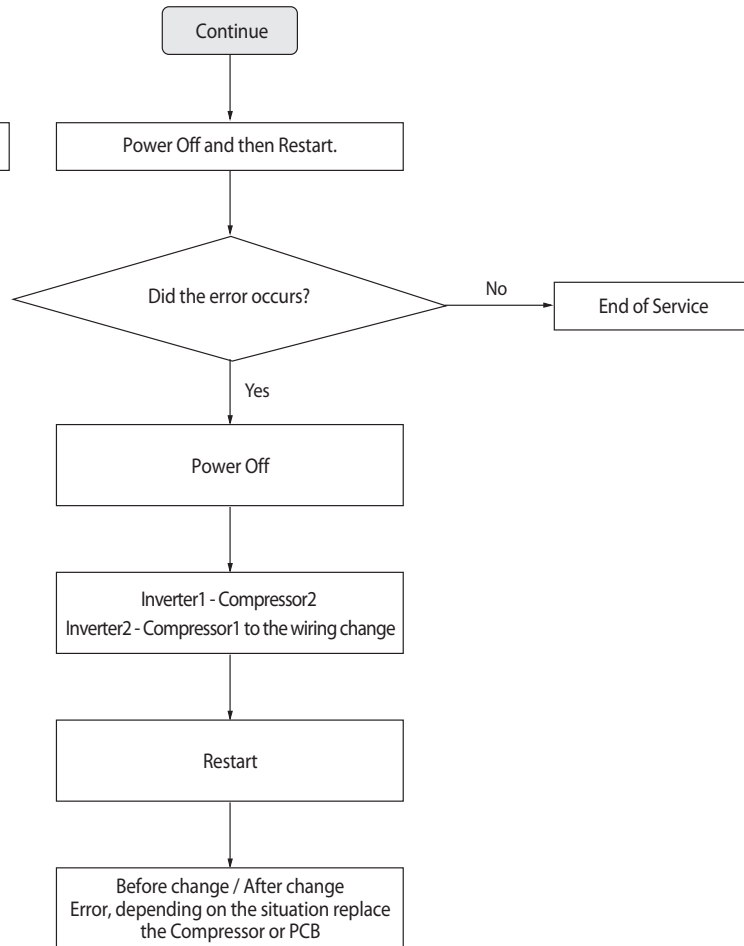 Continue
Power Off and then Restart.
Did the error occurs?
No
End of Service
Yes
Power Off
Inverter1 - Compressor2
Inverter2 - Compressor1 to the wiring change
Restart
Before change / After change
Error, depending on the situation replace
the Compressor or PCB